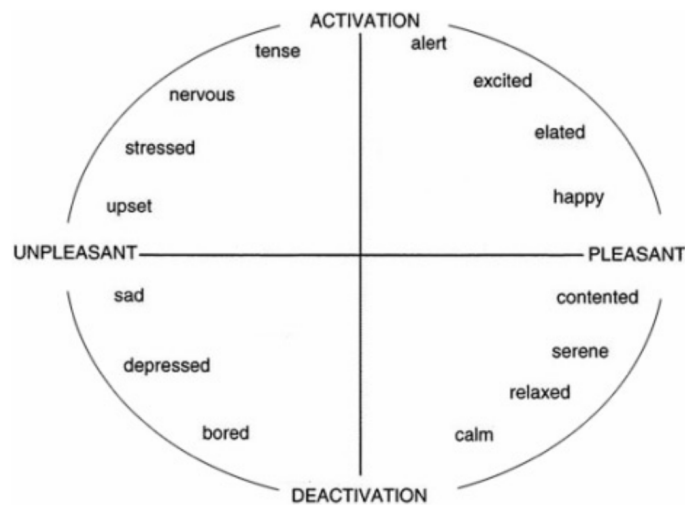 ACTIVATION
tense
alert
nervous
excited
stressed
elated
upset
happy
UNPLEASANT
PLEASANT
sad
contented
depressed
serene
relaxed
bored
calm
DEACTIVATION